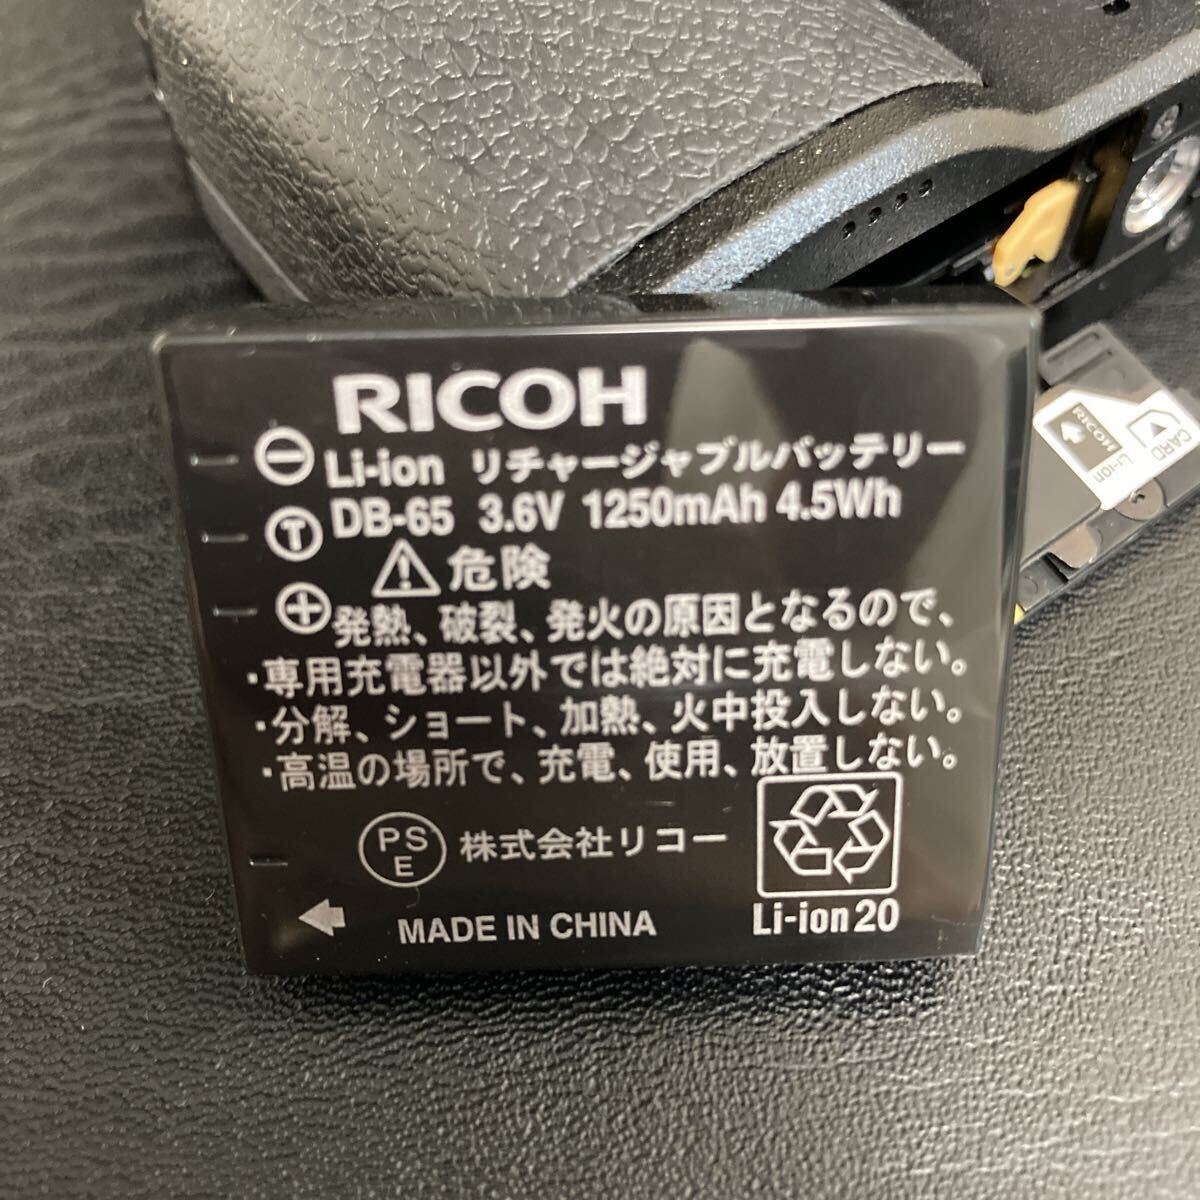 RICOH
Li-ion リチャージャブルバッテリー
DB-65 3.6V 1250mAh 4.5Wh
T
危険
発熱、破裂、発火の原因となるので、
・専用充電器以外では絶対に充電しない。
・分解、ショート、加熱、火中投入しない。
・高温の場所で、充電、使用、放置しない。
PS
E
株式会社リコー
MADE IN CHINA
Li-ion 20
RICOH
Li-ion
CARD